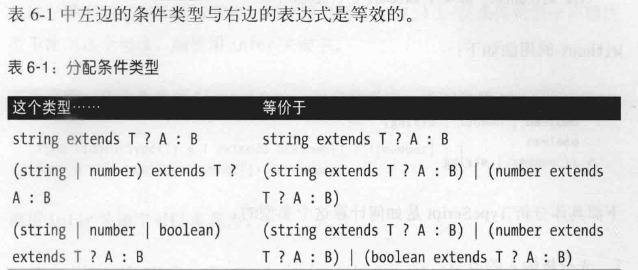 表 6-1 中左边的条件类型与右边的表达式是等效的。
表 6-1：分配条件类型
这个类型…… 等价于
string extends T ? A : B string extends T ? A : B
(string | number) extends T ? (string extends T ? A : B) | (number extends
A : B T ? A : B)
(string | number | boolean) (string extends T ? A : B) | (number extends
extends T ? A : B T ? A : B) | (boolean extends T ? A : B)